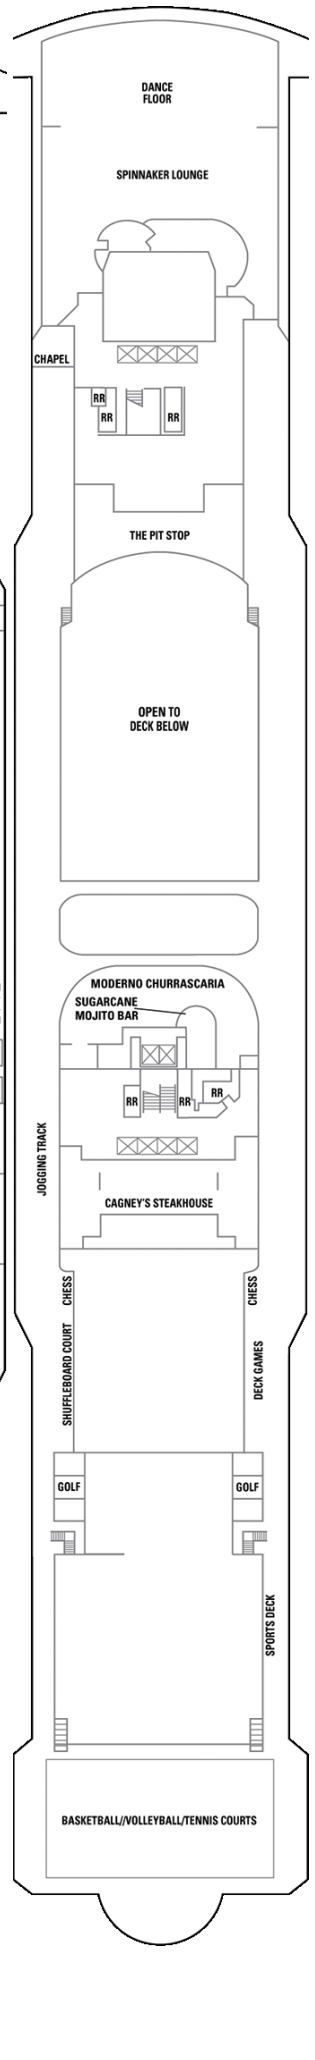 DANCE
FLOOR
SPINNAKER LOUNGE
CHAPEL
RR
RR
RR
THE PIT STOP
OPEN TO
DECK BELOW
MODERNO CHURRASCARIA
SUGARCANE
MOJITO BAR
RR
RR
RR
JOGGING TRACK
CAGNEY'S STEAKHOUSE
CHESS
CHESS
SHUFFLEBOARD COURT
DECK GAMES
GOLF
GOLF
SPORTS DECK
BASKETBALL//VOLLEYBALL/TENNIS COURTS